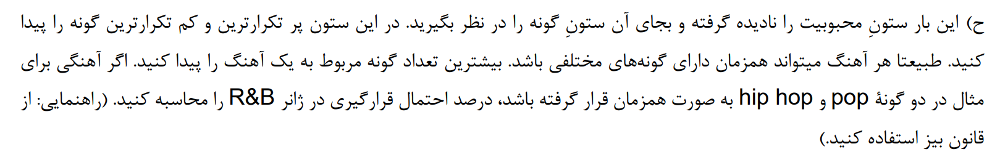 ح) این بار ستونِ محبوبیت را نادیده گرفته و بجای آن ستونِ گونه را در نظر بگیرید. در این ستون پر تکرارترین و کم تکرارترین گونه را پیدا
کنید. طبیعتا هر آهنگ میتواند همزمان دارای گونه‌های مختلفی باشد. بیشترین تعداد گونه مربوط به یک آهنگ را پیدا کنید. اگر آهنگی برای
مثال در دو گونهٔ pop و hip hop به صورت همزمان قرار گرفته باشد، درصد احتمال قرارگیری در ژانر R&B را محاسبه کنید. (راهنمایی: از
قانون بیز استفاده کنید.)